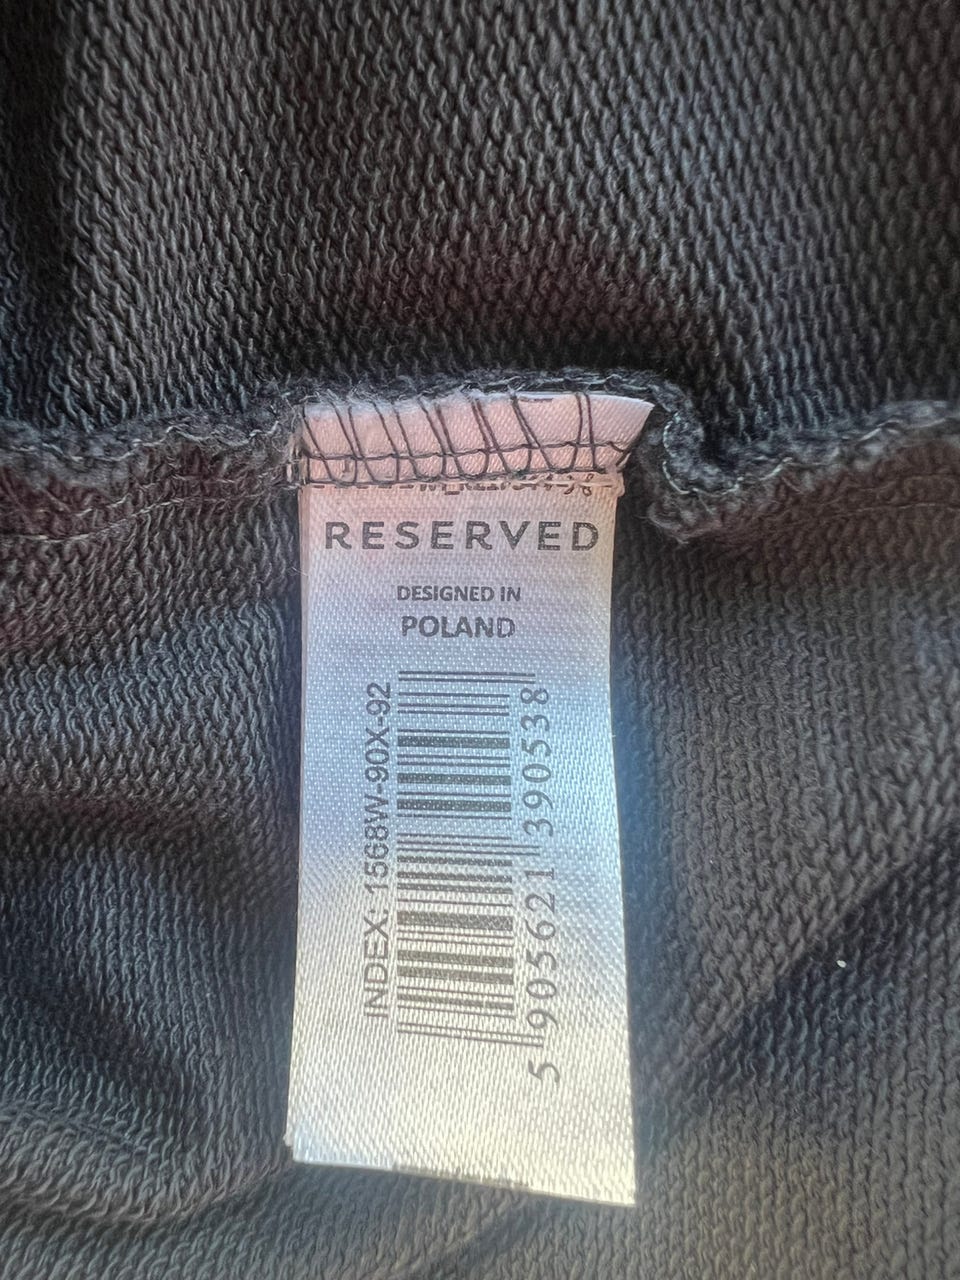 RESERVED
DESIGNED IN
POLAND
INDEX: 1568W-90X-92
5 905621 390538